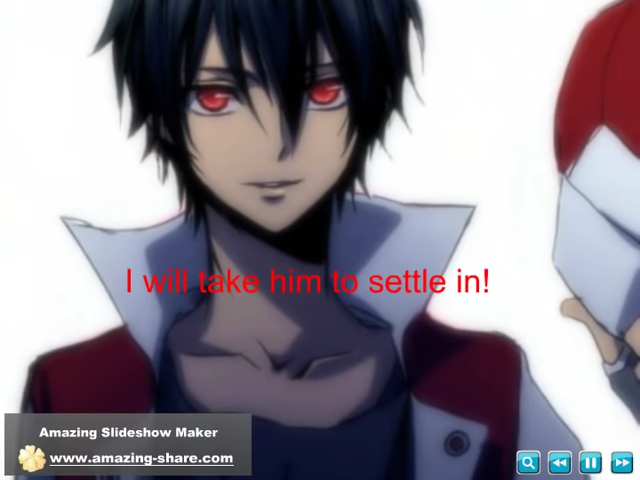 I will take him to settle in!
Amazing Slideshow Maker
www.amazing-share.com